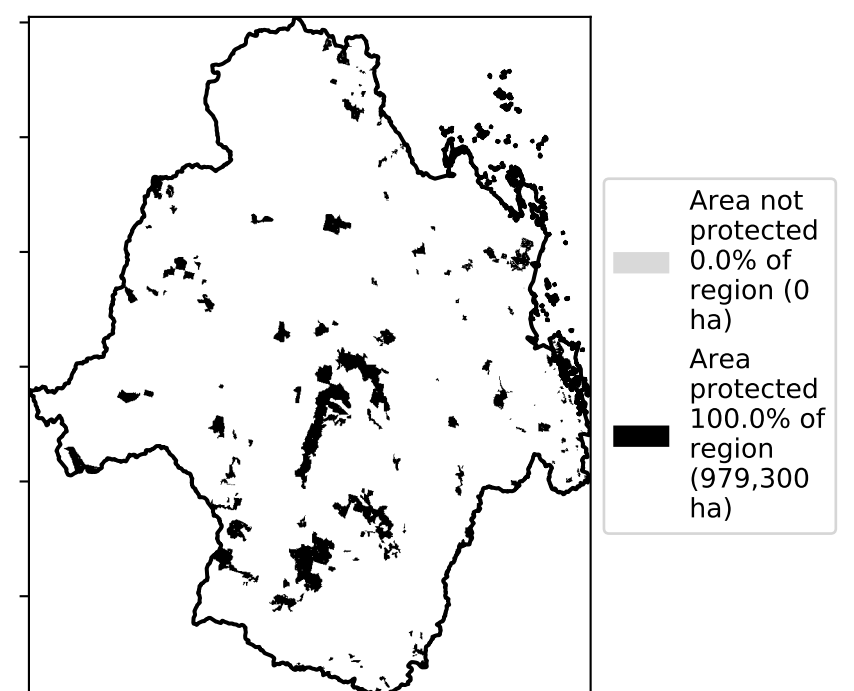 Area not
protected
0.0% of
region (0
ha)
Area
protected
100.0% of
region
(979,300
ha)